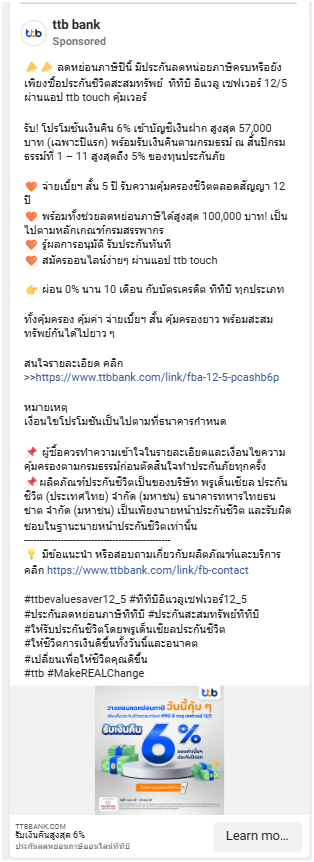 ttb bank
Sponsored
ลดหย่อนภาษีปีนี้ มีประกันลดหน่อยภาษีครบหรือยัง
เพียงซื้อประกันชีวิตสะสมทรัพย์ ทีทีบี อีแวลู เซฟเวอร์ 12/5
ผ่านแอป ttb touch คุ้มเวอร์
รับ! โปรโมชันเงินคืน 6% เข้าบัญชีเงินฝาก สูงสุด 57,000
บาท (เฉพาะปีแรก) พร้อมรับเงินคืนตามกรมธรม์ ณ สิ้นปีกรม
ธรรม์ที่ 1 – 11 สูงสุดถึง 5% ของทุนประกันภัย
🧡 จ่ายเบี้ยฯ สั้น 5 ปี รับความคุ้มครองชีวิตตลอดสัญญา 12
ปี
🧡 พร้อมทั้งช่วยลดหย่อนภาษีได้สูงสุด 100,000 บาท! เป็น
ไปตามหลักเกณฑ์กรมสรรพากร
🧡 รู้ผลการอนุมัติ รับประกันทันที
🧡 สมัครออนไลน์ง่ายๆ ผ่านแอป ttb touch
👉 ผ่อน 0% นาน 10 เดือน กับบัตรเครดิต ทีทีบี ทุกประเภท
ทั้งคุ้มครอง คุ้มค่า จ่ายเบี้ยฯ สั้น คุ้มครองยาว พร้อมสะสม
ทรัพย์กันได้ไปยาว ๆ
สนใจรายละเอียด คลิก
>>https://www.ttbbank.com/link/fba-12-5-pcashb6p
หมายเหตุ
เงื่อนไขโปรโมชันเป็นไปตามที่ธนาคารกำหนด
📌 ผู้ซื้อควรทำความเข้าใจในรายละเอียดและเงื่อนไขความ
คุ้มครองตามกรมธรรม์ก่อนตัดสินใจทำประกันภัยทุกครั้ง
📌ผลิตภัณฑ์ประกันชีวิตเป็นของบริษัท พรูเด็นเชียล ประกัน
ชีวิต (ประเทศไทย) จำกัด (มหาชน) ธนาคารทหารไทยธน
ชาต จำกัด (มหาชน) เป็นเพียงนายหน้าประกันชีวิต และรับผิด
ชอบในฐานะนายหน้าประกันชีวิตเท่านั้น
------------------------------------------------
💡 มีข้อแนะนำ หรือสอบถามเกี่ยวกับผลิตภัณฑ์และบริการ
คลิก https://www.ttbbank.com/link/fb-contact
#ttbevaluesaver12_5 #ทีทีบีอีแวลูเซฟเวอร์12_5
#ประกันลดหย่อนภาษีทีทีบี #ประกันสะสมทรัพย์ทีทีบี
#ให้รับประกันชีวิตโดยพรูเด็นเชียลประกันชีวิต
#ให้ชีวิตการเงินดีขึ้นทั้งวันนี้และอนาคต
#เปลี่ยนเพื่อให้ชีวิตคุณดีขึ้น
#ttb #MakeREALChange
ttb
วางแผนลดหย่อนภาษี วันนี้คุ้ม ๆ
รับเงินคืน
6%
TTBBANK.COM
รับเงินคืนสูงสุด 6%
ประกันลดหย่อนภาษีออนไลน์ทีทีบี
Learn mo...